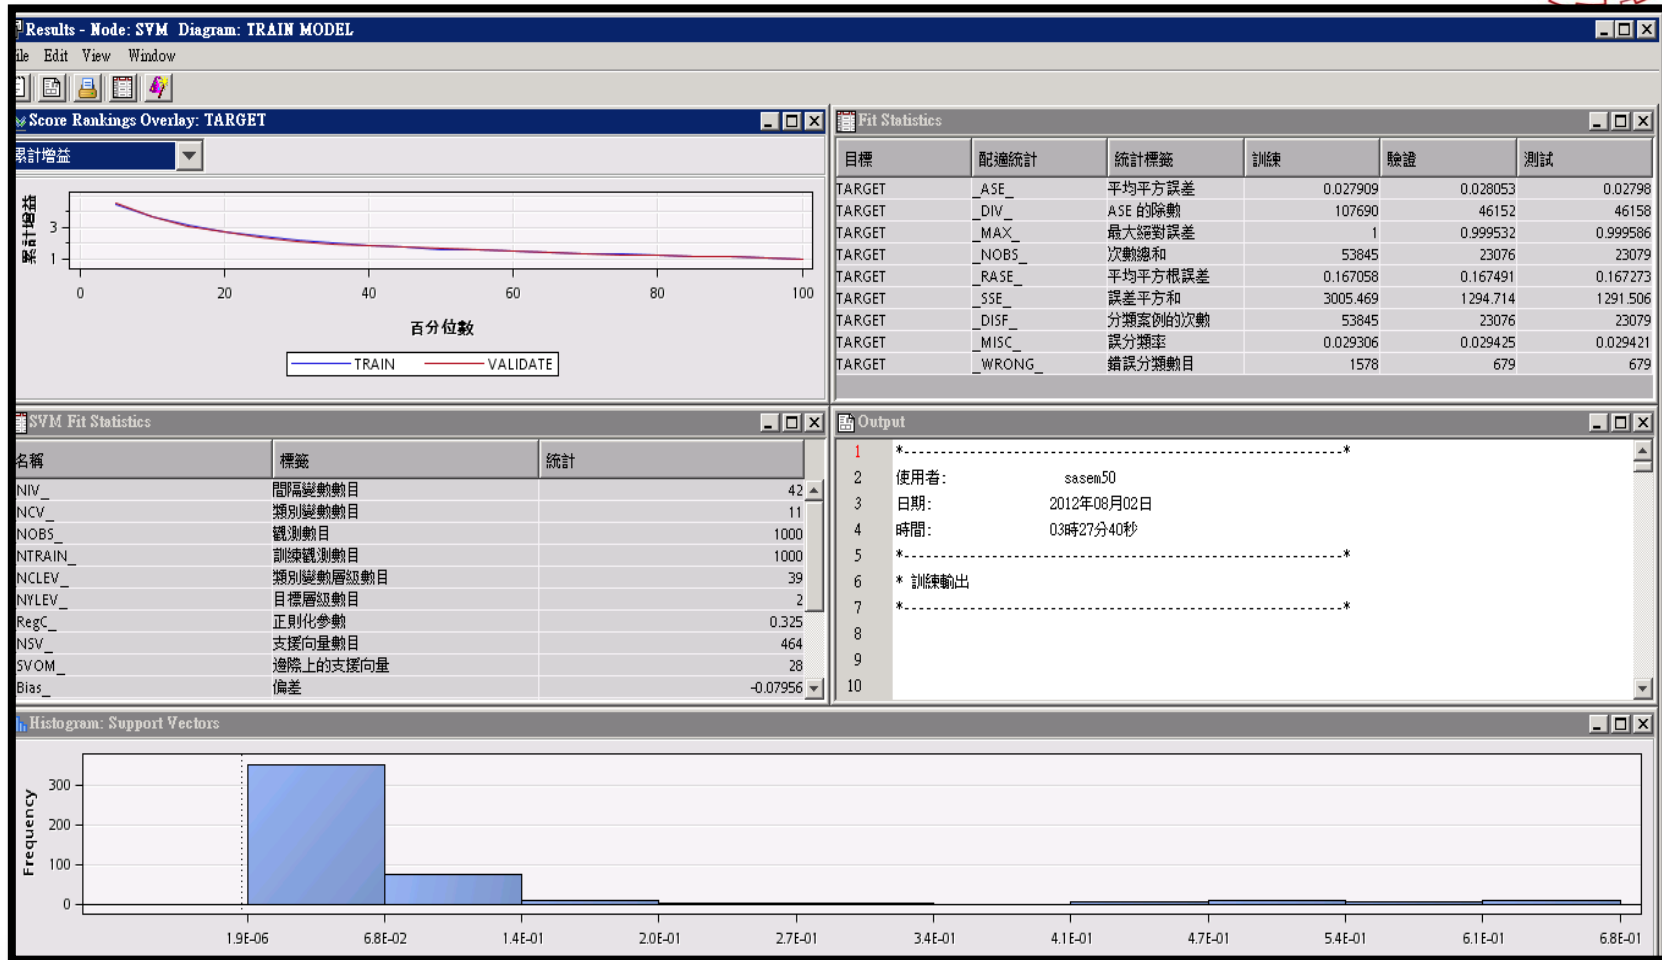 Results - Node: SVM Diagram: TRAIN MODEL
ile Edit View Window
Score Rankings Overlay: TARGET
累計增益
累計增益
3
1
0 20 40 60 80 100
百分位數
TRAIN VALIDATE
Fit Statistics
目標 配適統計 統計標籤 訓練 驗證 測試
TARGET _ASE_ 平均平方誤差 0.027909 0.028053 0.02798
TARGET _DIV_ ASE 的除數 107690 46152 46158
TARGET _MAX_ 最大絕對誤差 1 0.999532 0.999586
TARGET _NOBS_ 次數總和 53845 23076 23079
TARGET _RASE_ 平均平方根誤差 0.167058 0.167491 0.167273
TARGET _SSE_ 誤差平方和 3005.469 1294.714 1291.506
TARGET _DISF_ 分類案例的次數 53845 23076 23079
TARGET _MISC_ 誤分類率 0.029306 0.029425 0.029421
TARGET _WRONG_ 錯誤分類數目 1578 679 679
SVM Fit Statistics
名稱 標籤 統計
NIV_ 間隔變數數目 42
NCV_ 類別變數數目 11
NOBS_ 觀測數目 1000
NTRAIN_ 訓練觀測數目 1000
NCLEV_ 類別變數層級數目 39
NYLEV_ 目標層級數目 2
RegC_ 正則化參數 0.325
NSV_ 支援向量數目 464
SVOM_ 邊際上的支援向量 28
Bias_ 偏差 -0.07956
Output
1 *------------------------------------------------------------*
2 使用者: sasem50
3 日期: 2012年08月02日
4 時間: 03時27分40秒
5 *------------------------------------------------------------*
6 * 訓練輸出
7 *------------------------------------------------------------*
8
9
10
Histogram: Support Vectors
Frequency
300
200
100
0
1.9E-06 6.8E-02 1.4E-01 2.0E-01 2.7E-01 3.4E-01 4.1E-01 4.7E-01 5.4E-01 6.1E-01 6.8E-01